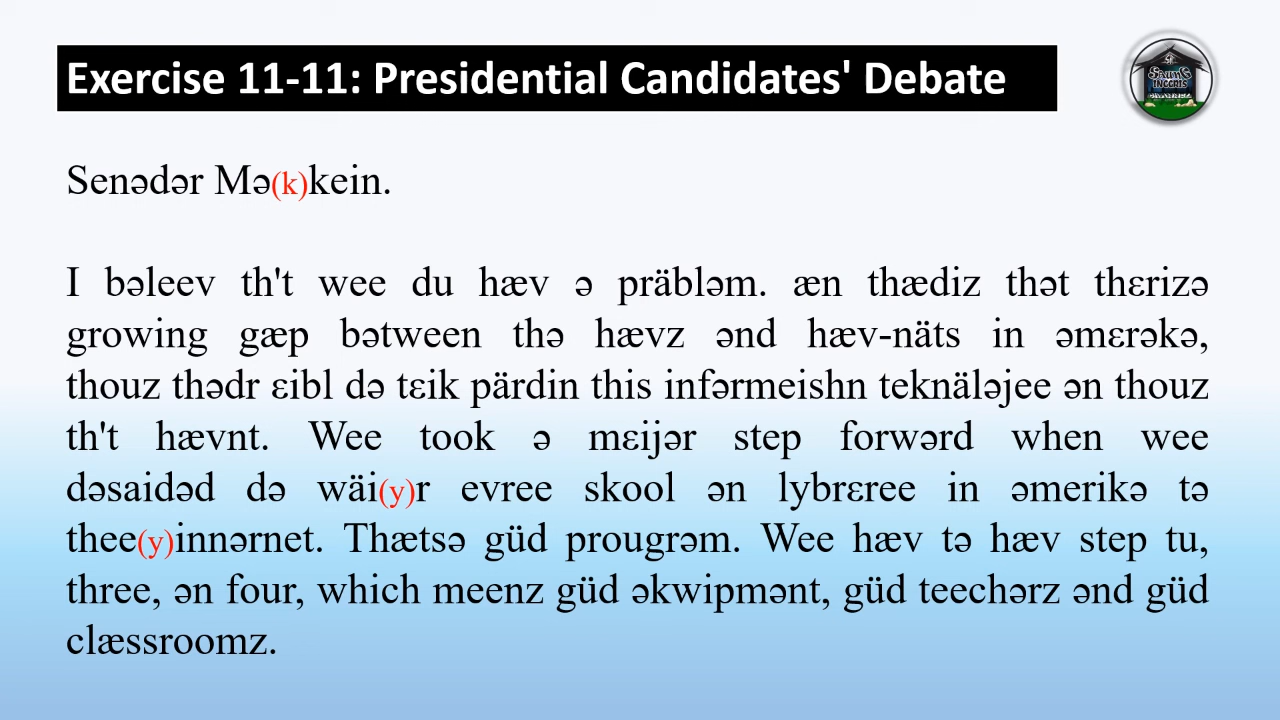 Exercise 11-11: Presidential Candidates' Debate
Senədər Mə(k)kein.
I bəleev th't wee du hæv ə präbləm. æn thædiz thət thɛrizə
growing gæp bətween thə hævz ənd hæv-näts in əmɛrəkə,
thouz thədr ɛibl də tɛik pärdin this infərmeishn teknäləjee ən thouz
th't hævnt. Wee took ə mɛijər step forwərd when wee
dəsaidəd də wäi(y)r evree skool ən lybrɛree in əmerikə tə
thee(y)innərnet. Thætsə güd prougrəm. Wee hæv tə hæv step tu,
three, ən four, which meenz güd əkwipmənt, güd teechərz ənd güd
clæssroomz.